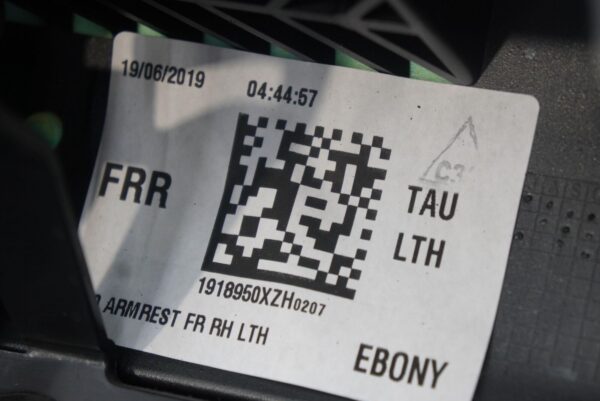 19/06/2019 04:44:57
FRR
TAU
LTH
1918950XZH0207
ARMREST FR RH LTH
EBONY